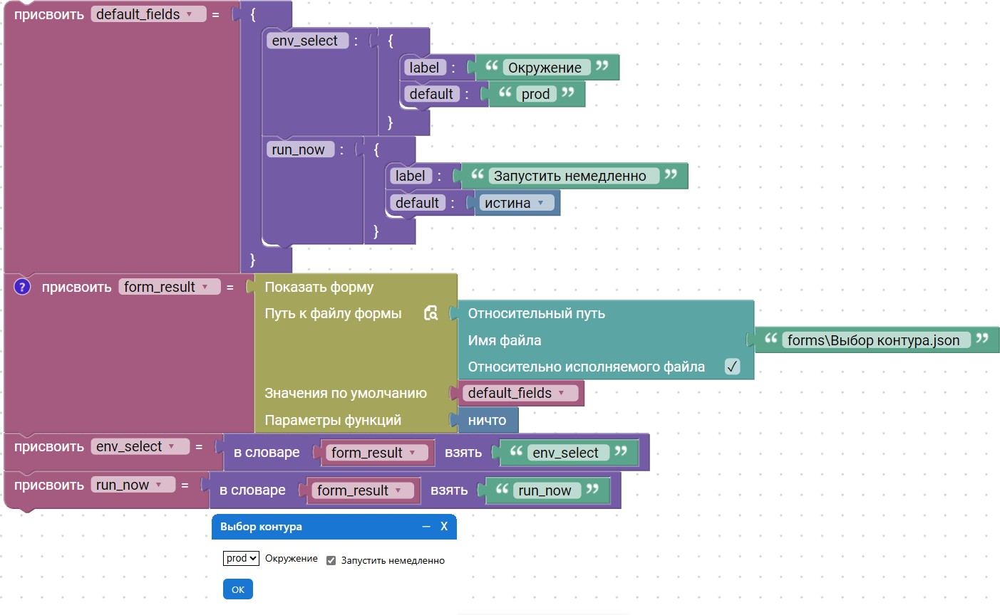 присвоить default_fields = {
env_select : {
label : “ Окружение ”
default : “ prod ”
}
run_now : {
label : “ Запустить немедленно ”
default : истина
}
}
? присвоить form_result = Показать форму
Путь к файлу формы Относительный путь
Имя файла “ forms\Выбор контура.json ”
Относительно исполняемого файла ✓
Значения по умолчанию default_fields
Параметры функций ничто
присвоить env_select = в словаре form_result взять “ env_select ”
присвоить run_now = в словаре form_result взять “ run_now ”
Выбор контура – X
prod Окружение Запустить немедленно
ОК